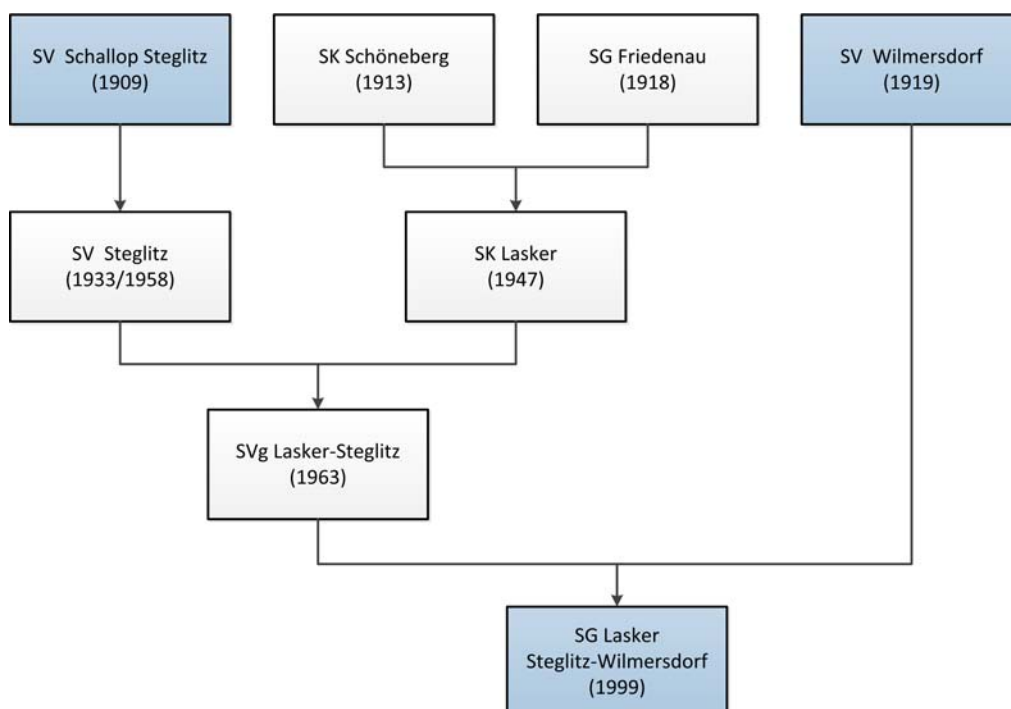 SV Schallop Steglitz
(1909)
SK Schöneberg
(1913)
SG Friedenau
(1918)
SV Wilmersdorf
(1919)
SV Steglitz
(1933/1958)
SK Lasker
(1947)
SVg Lasker-Steglitz
(1963)
SG Lasker
Steglitz-Wilmersdorf
(1999)